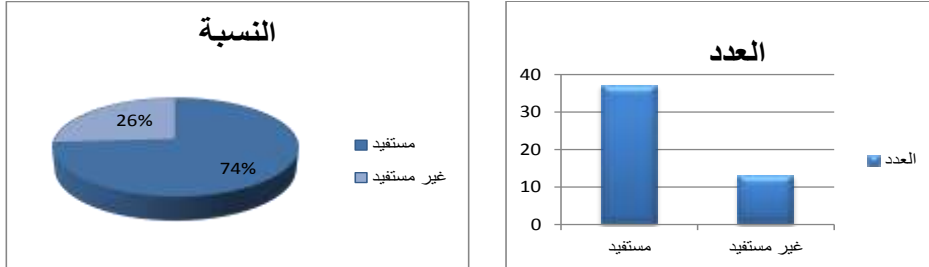 النسبة
26%
74%
مستفيد
غير مستفيد
العدد
40
30
20
10
0
مستفيد
غير مستفيد
العدد